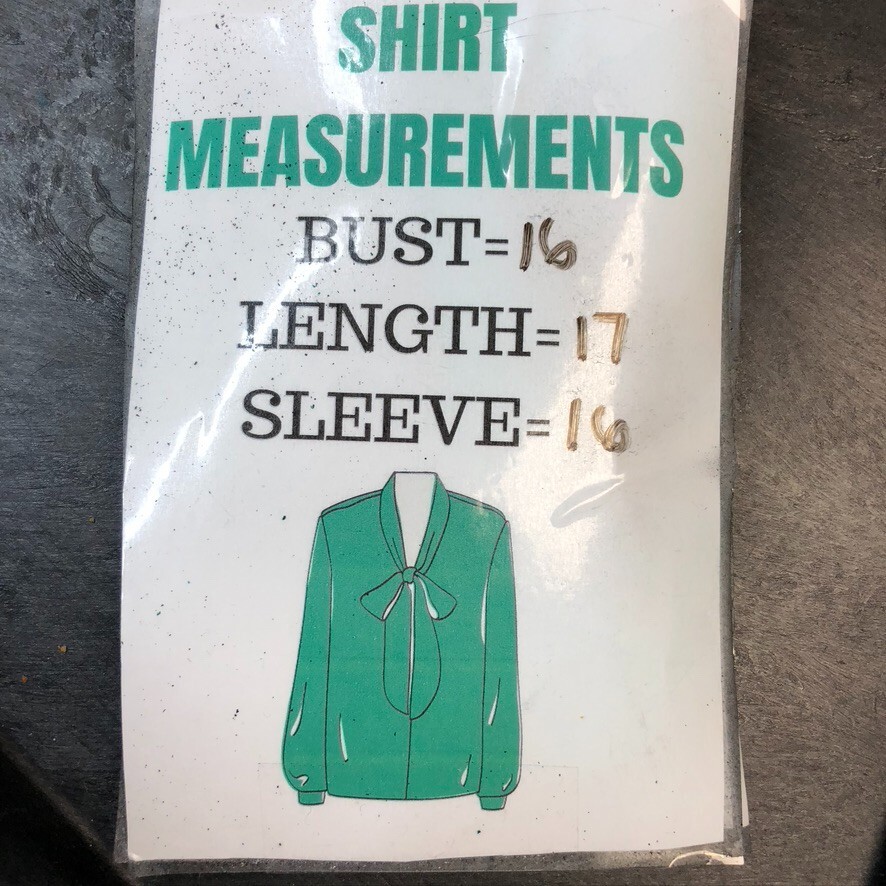 SHIRT
MEASUREMENTS
BUST=16
LENGTH=17
SLEEVE=16